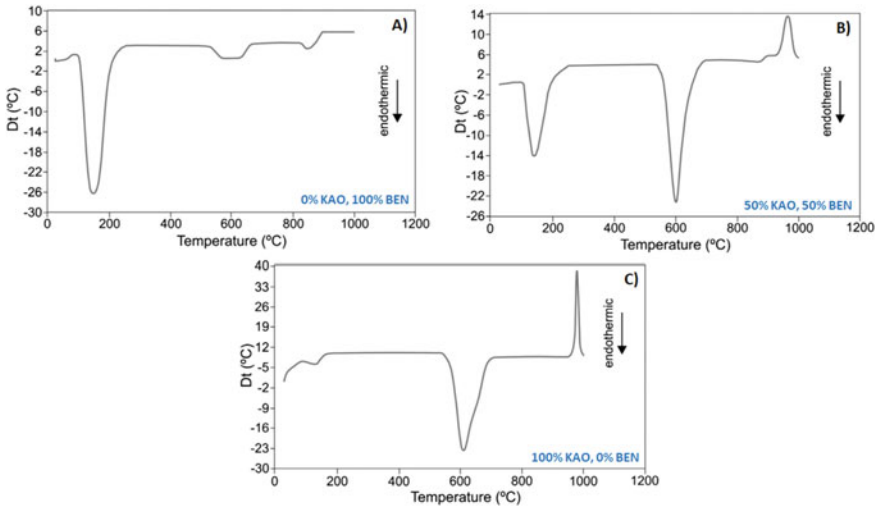 A)
Dt (ºC)
10
6
2
-2
-6
-10
-14
-18
-22
-26
-30
endothermic
0% KAO, 100% BEN
0 200 400 600 800 1000 1200
Temperature (ºC)
B)
Dt (ºC)
14
10
6
2
-2
-6
-10
-14
-18
-22
-26
endothermic
50% KAO, 50% BEN
0 200 400 600 800 1000 1200
Temperature (ºC)
C)
Dt (ºC)
40
33
26
19
12
-5
-2
-9
-16
-23
-30
endothermic
100% KAO, 0% BEN
0 200 400 600 800 1000 1200
Temperature (ºC)